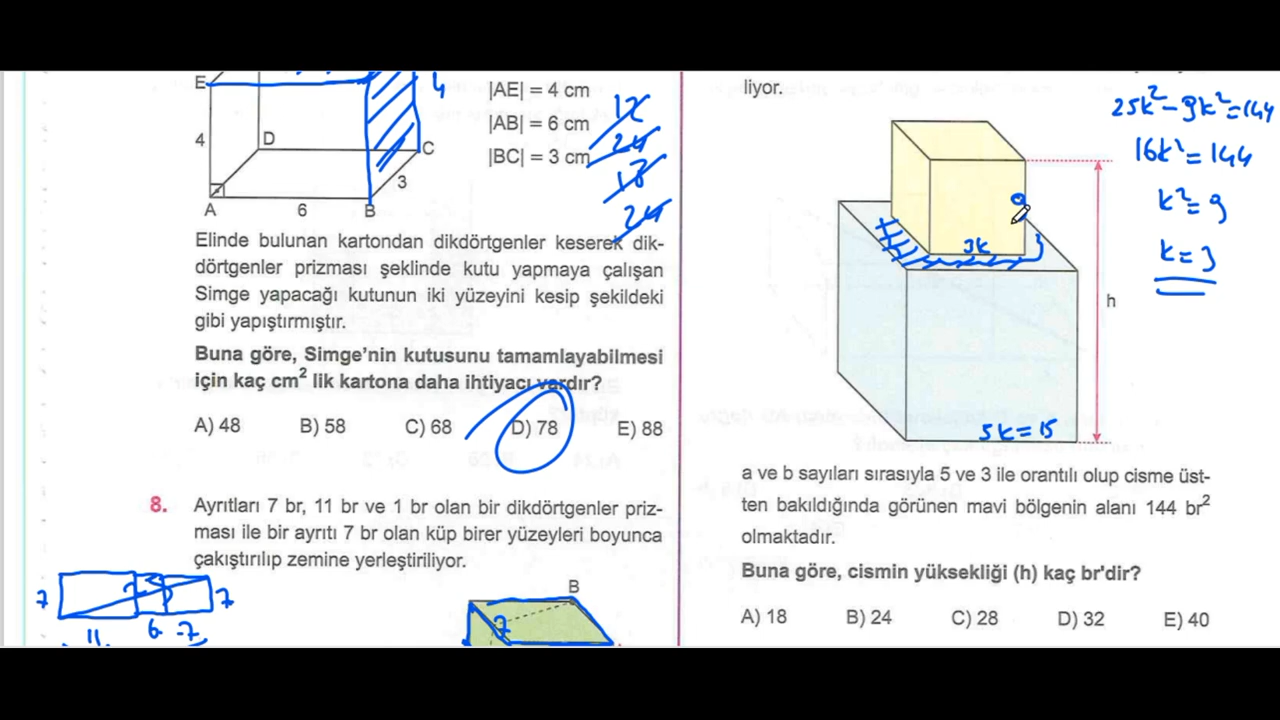 E
4
D
C
3
A
6
B
4
|AE| = 4 cm
|AB| = 6 cm
|BC| = 3 cm
12
24
18
24
Elinde bulunan kartondan dikdörtgenler keserek dik-
dörtgenler prizması şeklinde kutu yapmaya çalışan
Simge yapacağı kutunun iki yüzeyini kesip şekildeki
gibi yapıştırmıştır.
Buna göre, Simge'nin kutusunu tamamlayabilmesi
için kaç cm² lik kartona daha ihtiyacı vardır?
A) 48 B) 58 C) 68 D) 78 E) 88
8. Ayrıtları 7 br, 11 br ve 1 br olan bir dikdörtgenler priz-
ması ile bir ayrıtı 7 br olan küp birer yüzeyleri boyunca
çakıştırılıp zemine yerleştiriliyor.
7
7
11
6
7
B
7
liyor.
25k² - 9k² = 144
16k² = 144
k² = 9
k = 3
9
3k
h
5k = 15
a ve b sayıları sırasıyla 5 ve 3 ile orantılı olup cisme üst-
ten bakıldığında görünen mavi bölgenin alanı 144 br²
olmaktadır.
Buna göre, cismin yüksekliği (h) kaç br'dir?
A) 18 B) 24 C) 28 D) 32 E) 40